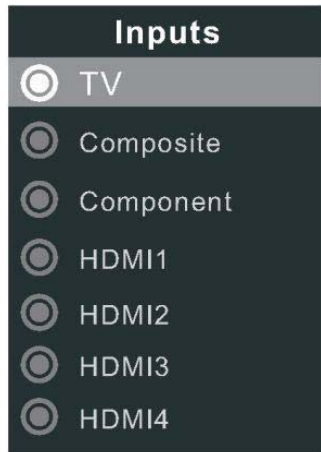 Inputs
TV
Composite
Component
HDMI1
HDMI2
HDMI3
HDMI4